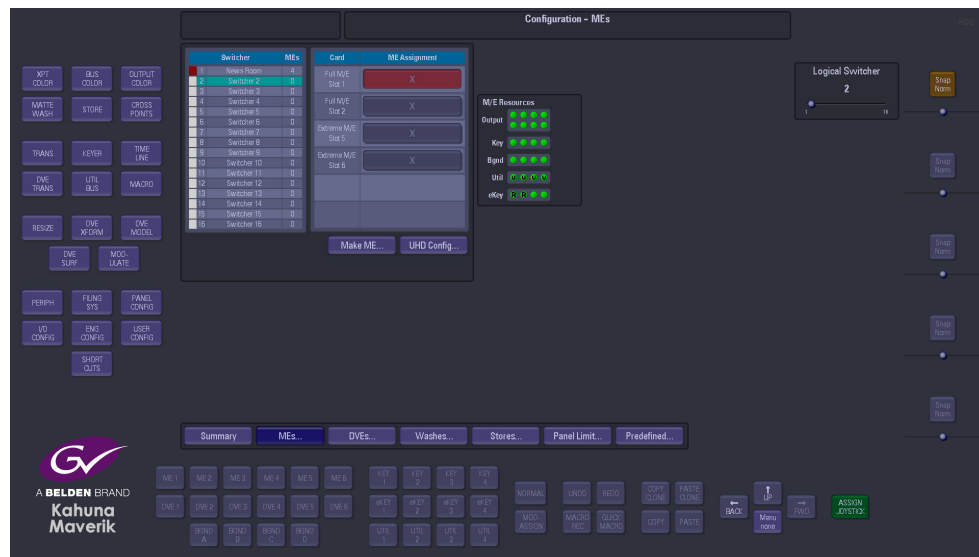 Configuration - MEs
HDD
Switcher MEs
1 News Room 4
2 Switcher 2 0
3 Switcher 3 0
4 Switcher 4 0
5 Switcher 5 0
6 Switcher 6 0
7 Switcher 7 0
8 Switcher 8 0
9 Switcher 9 0
10 Switcher 10 0
11 Switcher 11 0
12 Switcher 12 0
13 Switcher 13 0
14 Switcher 14 0
15 Switcher 15 0
16 Switcher 16 0
Card ME Assignment
Full M/E
Slot 1
X
Full M/E
Slot 2
X
Extreme M/E
Slot 5
X
Extreme M/E
Slot 6
X
Make ME... UHD Config...
M/E Resources
Output
Key
Bgnd
Util U U U U
eKey R R
Logical Switcher
2
1 16
Snap
Norm
Snap
Norm
Snap
Norm
Snap
Norm
Snap
Norm
XPT
COLOR
BUS
COLOR
OUTPUT
COLOR
MATTE
WASH
STORE
CROSS
POINTS
TRANS
KEYER
TIME
LINE
DVE
TRANS
UTIL
BUS
MACRO
RESIZE
DVE
XFORM
DVE
MODEL
DVE
SURF
MOD-
ULATE
PERIPH
FILING
SYS
PANEL
CONFIG
I/O
CONFIG
ENG
CONFIG
USER
CONFIG
SHORT
CUTS
Summary MEs... DVEs... Washes... Stores... Panel Limit... Predefined...
GV
A BELDEN BRAND
Kahuna
Maverik
ME 1 ME 2 ME 3 ME 4 ME 5 ME 6
DVE 1 DVE 2 DVE 3 DVE 4 DVE 5 DVE 6
BGND
A
BGND
B
BGND
C
BGND
D
KEY
1
KEY
2
KEY
3
KEY
4
eKEY
1
eKEY
2
eKEY
3
eKEY
4
UTIL
1
UTIL
2
UTIL
3
UTIL
4
NORMAL
UNDO
REDO
COPY
CLONE
PASTE
CLONE
MOD
ASSIGN
MACRO
REC
QUICK
MACRO
COPY
PASTE
←
BACK
↑
UP
Menu
none
→
FWD
ASSIGN
JOYSTICK